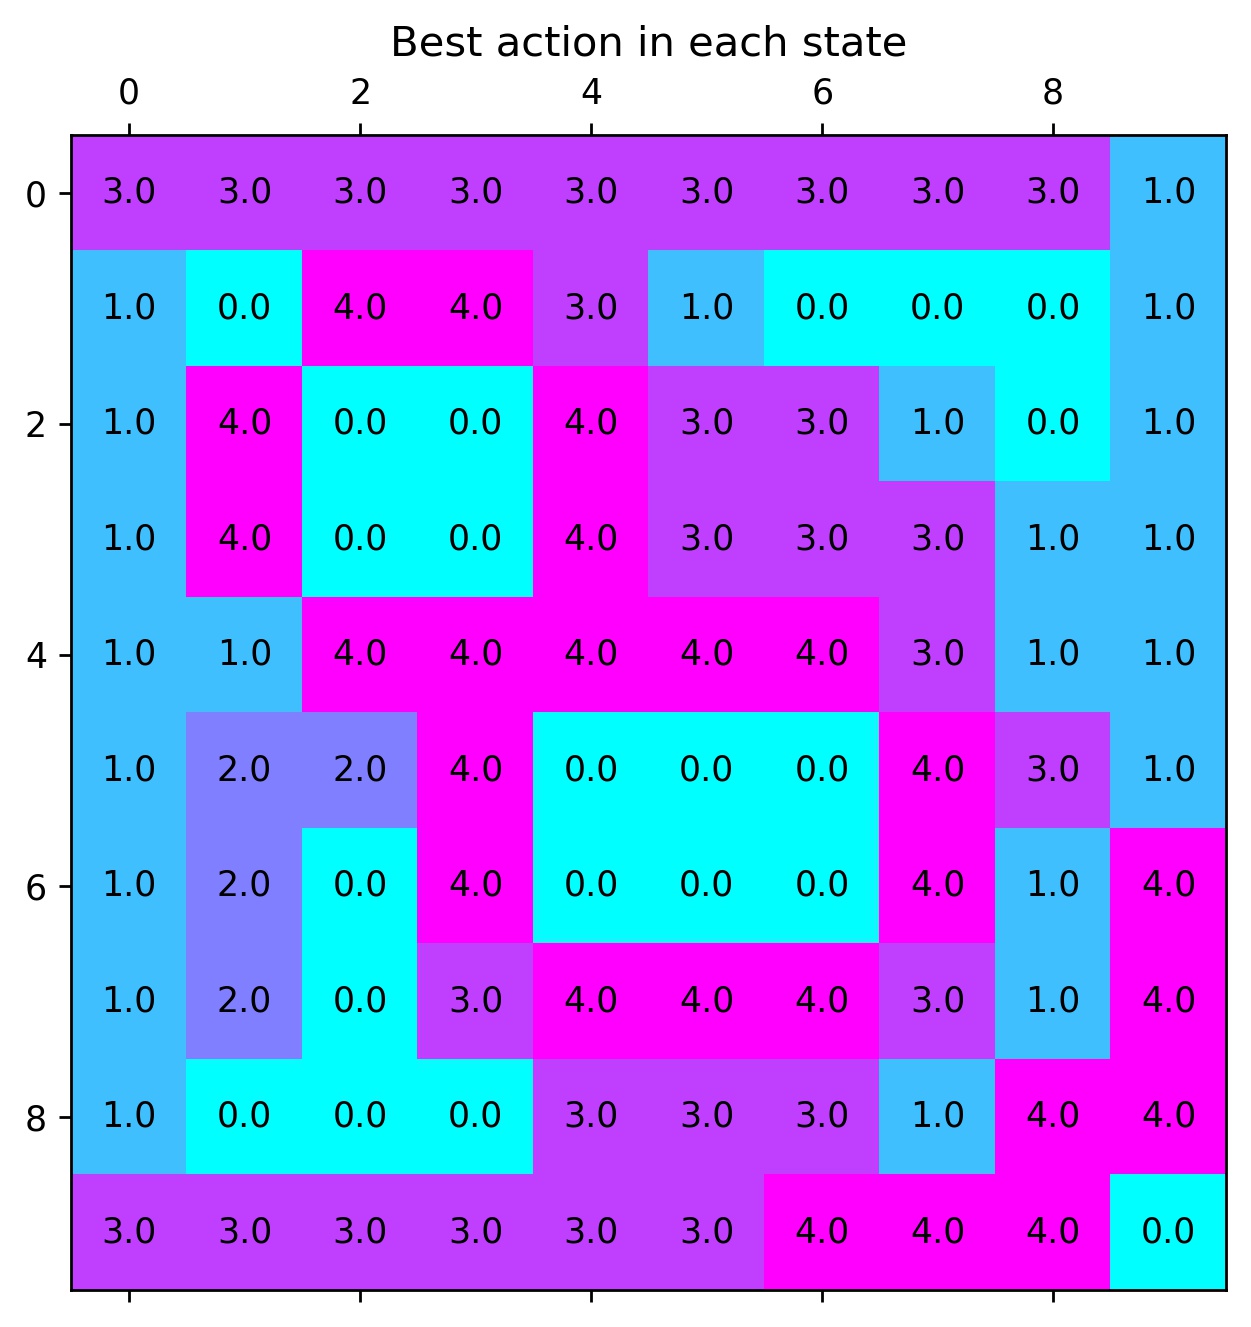 Best action in each state
0 2 4 6 8
0 3.0 3.0 3.0 3.0 3.0 3.0 3.0 3.0 3.0 1.0
1.0 0.0 4.0 4.0 3.0 1.0 0.0 0.0 0.0 1.0
2 1.0 4.0 0.0 0.0 4.0 3.0 3.0 1.0 0.0 1.0
1.0 4.0 0.0 0.0 4.0 3.0 3.0 3.0 1.0 1.0
4 1.0 1.0 4.0 4.0 4.0 4.0 4.0 3.0 1.0 1.0
1.0 2.0 2.0 4.0 0.0 0.0 0.0 4.0 3.0 1.0
6 1.0 2.0 0.0 4.0 0.0 0.0 0.0 4.0 1.0 4.0
1.0 2.0 0.0 3.0 4.0 4.0 4.0 3.0 1.0 4.0
8 1.0 0.0 0.0 0.0 3.0 3.0 3.0 1.0 4.0 4.0
3.0 3.0 3.0 3.0 3.0 3.0 4.0 4.0 4.0 0.0